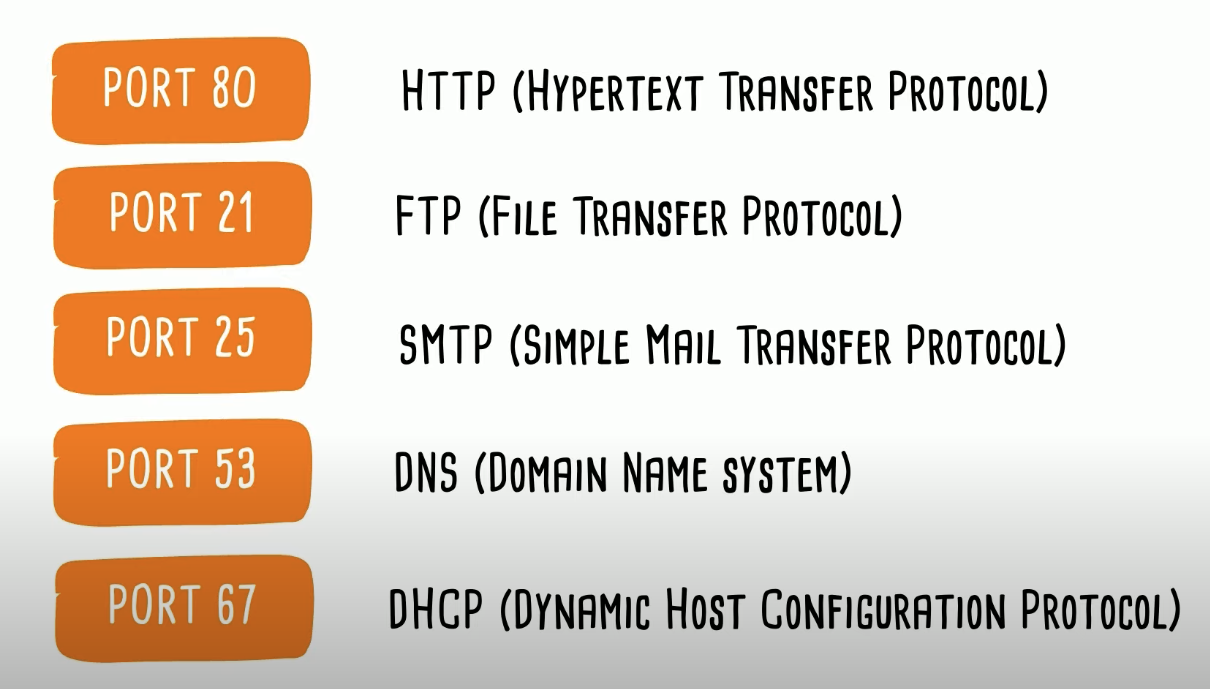 PORT 80 HTTP (HYPERTEXT TRANSFER PROTOCOL)
PORT 21 FTP (FILE TRANSFER PROTOCOL)
PORT 25 SMTP (SIMPLE MAIL TRANSFER PROTOCOL)
PORT 53 DNS (DOMAIN NAME SYSTEM)
PORT 67 DHCP (DYNAMIC HOST CONFIGURATION PROTOCOL)